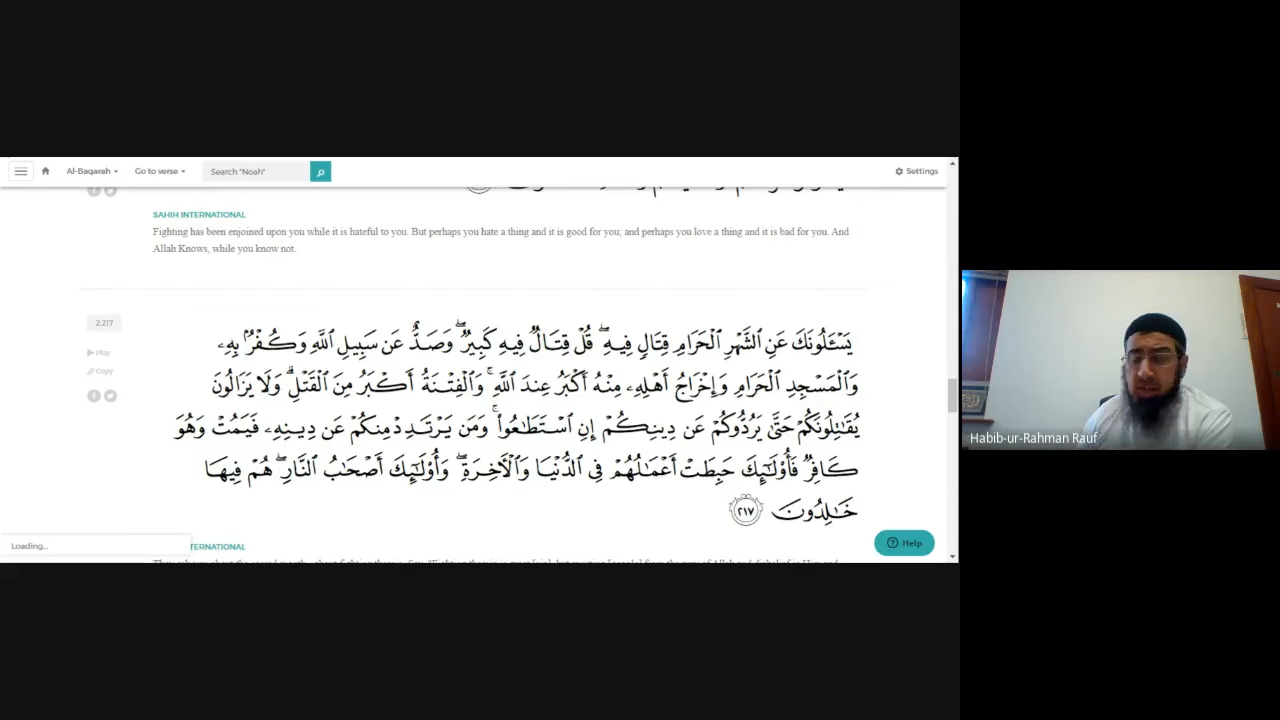 Al-Baqarah
Go to verse
Search "Noah"
Settings
SAHIH INTERNATIONAL
Fighting has been enjoined upon you while it is hateful to you. But perhaps you hate a thing and it is good for you; and perhaps you love a thing and it is bad for you. And
Allah Knows, while you know not.
2:217
Play
Copy
يَسْـَٔلُونَكَ عَنِ ٱلشَّهْرِ ٱلْحَرَامِ قِتَالٍ فِيهِ ۖ قُلْ قِتَالٌ فِيهِ كَبِيرٌ ۖ وَصَدٌّ عَن سَبِيلِ ٱللَّهِ وَكُفْرٌۢ بِهِۦ
وَٱلْمَسْجِدِ ٱلْحَرَامِ وَإِخْرَاجُ أَهْلِهِۦ مِنْهُ أَكْبَرُ عِندَ ٱللَّهِ ۚ وَٱلْفِتْنَةُ أَكْبَرُ مِنَ ٱلْقَتْلِ ۗ وَلَا يَزَالُونَ
يُقَـٰتِلُونَكُمْ حَتَّىٰ يَرُدُّوكُمْ عَن دِينِكُمْ إِنِ ٱسْتَطَـٰعُوا۟ ۚ وَمَن يَرْتَدِدْ مِنكُمْ عَن دِينِهِۦ فَيَمُتْ وَهُوَ
كَافِرٌ فَأُو۟لَـٰٓئِكَ حَبِطَتْ أَعْمَـٰلُهُمْ فِى ٱلدُّنْيَا وَٱلْـَٔاخِرَةِ ۖ وَأُو۟لَـٰٓئِكَ أَصْحَـٰبُ ٱلنَّارِ ۖ هُمْ فِيهَا
خَـٰلِدُونَ ٢١٧
Loading...
TERNATIONAL
Help
Habib-ur-Rahman Rauf